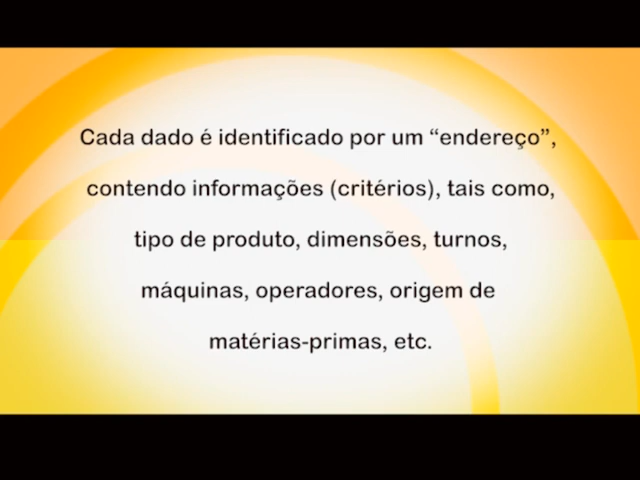 Cada dado é identificado por um “endereço”,
contendo informações (critérios), tais como,
tipo de produto, dimensões, turnos,
máquinas, operadores, origem de
matérias-primas, etc.